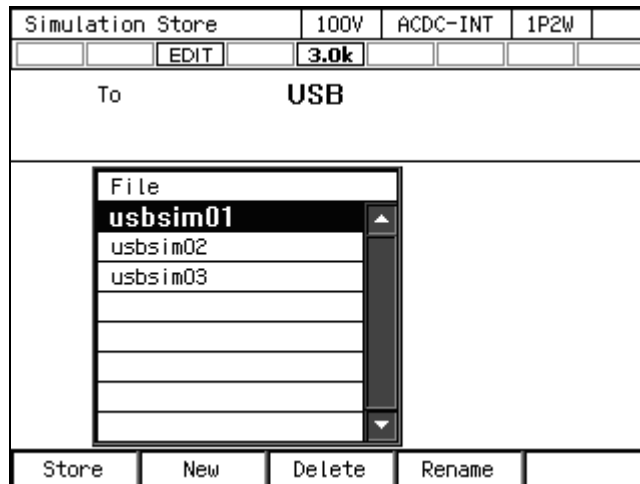 Simulation Store 100V ACDC-INT 1P2W
EDIT 3.0k
To USB
File
usbsim01
usbsim02
usbsim03
Store New Delete Rename